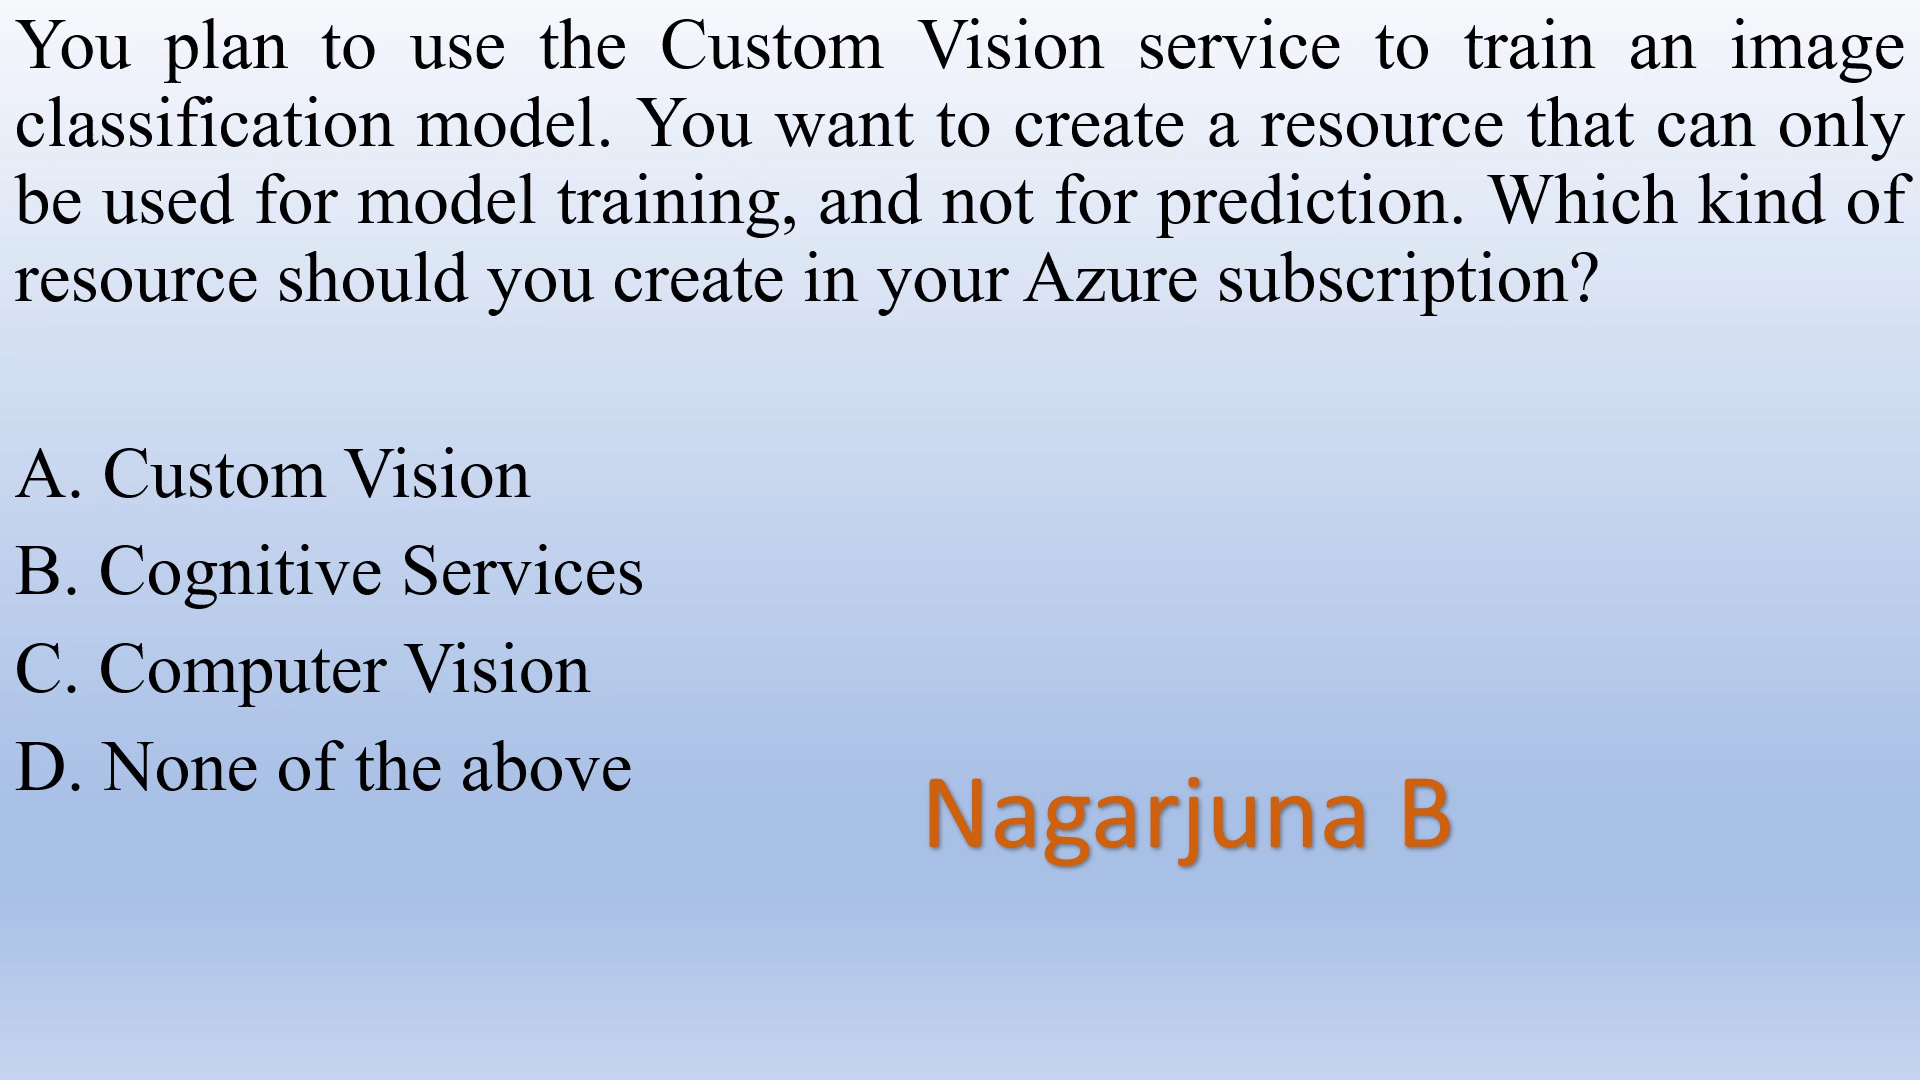 You plan to use the Custom Vision service to train an image
classification model. You want to create a resource that can only
be used for model training, and not for prediction. Which kind of
resource should you create in your Azure subscription?
A. Custom Vision
B. Cognitive Services
C. Computer Vision
D. None of the above
Nagarjuna B